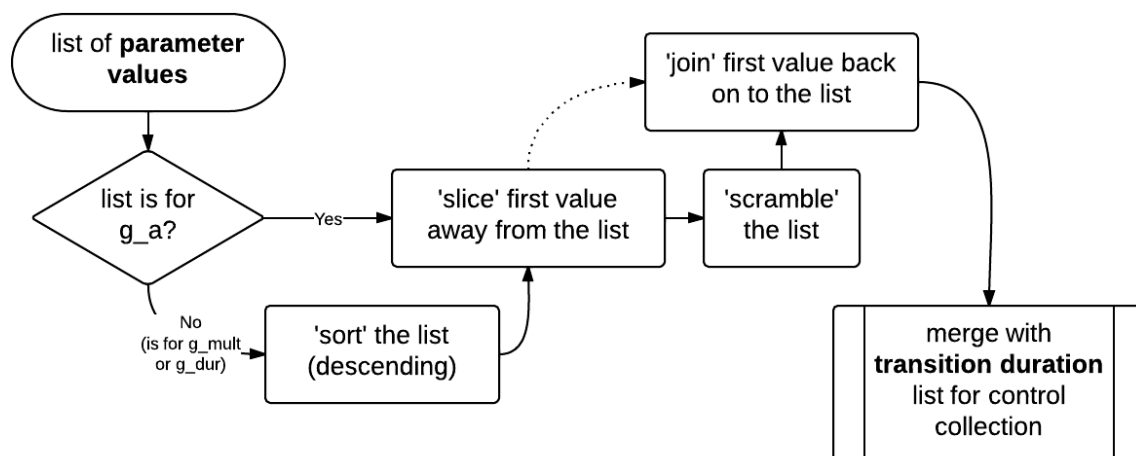 list of parameter
values
list is for
g_a?
Yes
No
(is for g_mult
or g_dur)
'sort' the list
(descending)
'slice' first value
away from the list
'scramble'
the list
'join' first value back
on to the list
merge with
transition duration
list for control
collection